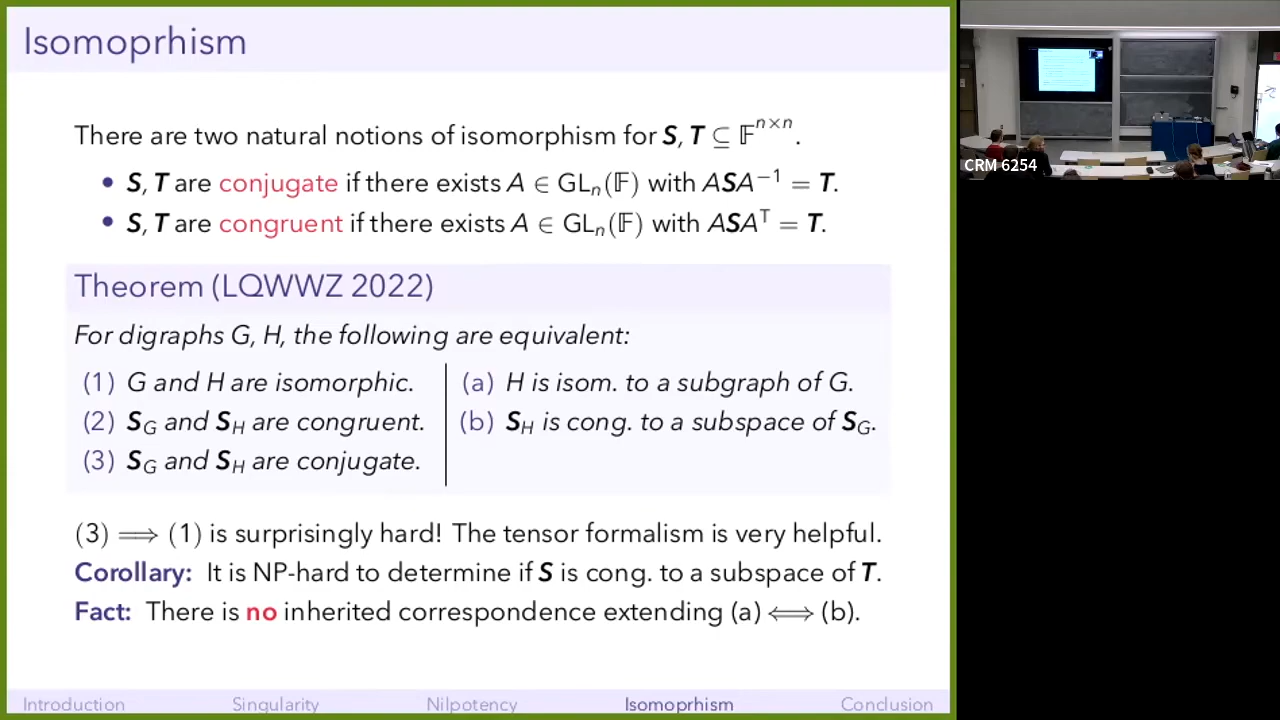 Isomoprhism
There are two natural notions of isomorphism for S, T ⊆ 𝔽ⁿˣⁿ.
• S, T are conjugate if there exists A ∈ GLₙ(𝔽) with ASA⁻¹ = T.
• S, T are congruent if there exists A ∈ GLₙ(𝔽) with ASAᵀ = T.
Theorem (LQWWZ 2022)
For digraphs G, H, the following are equivalent:
(1) G and H are isomorphic.
(2) S_G and S_H are congruent.
(3) S_G and S_H are conjugate.
(a) H is isom. to a subgraph of G.
(b) S_H is cong. to a subspace of S_G.
(3) ⟹ (1) is surprisingly hard! The tensor formalism is very helpful.
Corollary: It is NP-hard to determine if S is cong. to a subspace of T.
Fact: There is no inherited correspondence extending (a) ⟺ (b).
Introduction Singularity Nilpotency Isomoprhism Conclusion
CRM 6254